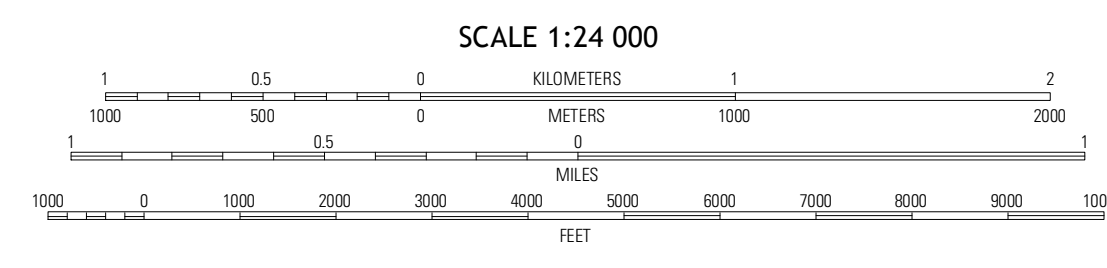 SCALE 1:24 000
1 0.5 0 KILOMETERS 1 2
1000 500 0 METERS 1000 2000
1 0.5 0 1
MILES
1000 0 1000 2000 3000 4000 5000 6000 7000 8000 9000 100
FEET